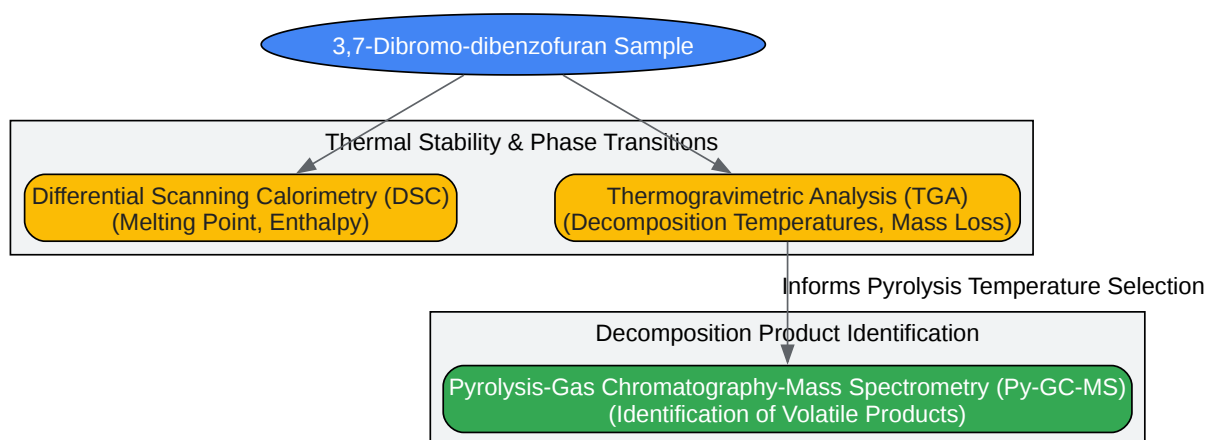 3,7-Dibromo-dibenzofuran Sample
Thermal Stability & Phase Transitions
Differential Scanning Calorimetry (DSC)
(Melting Point, Enthalpy)
Thermogravimetric Analysis (TGA)
(Decomposition Temperatures, Mass Loss)
Informs Pyrolysis Temperature Selection
Decomposition Product Identification
Pyrolysis-Gas Chromatography-Mass Spectrometry (Py-GC-MS)
(Identification of Volatile Products)